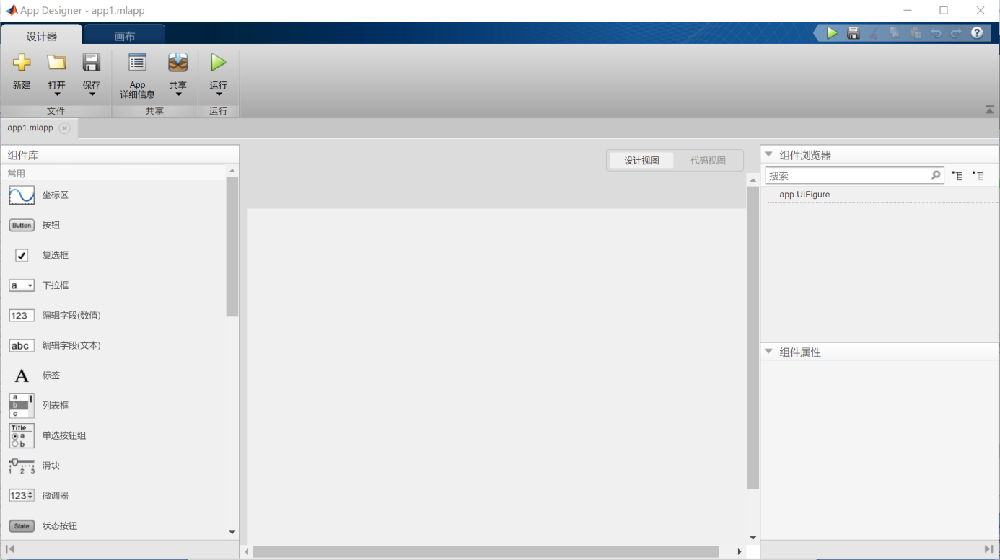 App Designer - app1.mlapp
设计器
画布
新建
打开
保存
App
详细信息
共享
运行
文件
共享
运行
app1.mlapp
组件库
常用
坐标区
Button
按钮
复选框
a
下拉框
123
编辑字段(数值)
abc
编辑字段(文本)
A
标签
a
b
c
列表框
Title
a
b
单选按钮组
1 2 3
滑块
123
微调器
State
状态按钮
设计视图
代码视图
组件浏览器
搜索
app.UIFigure
组件属性